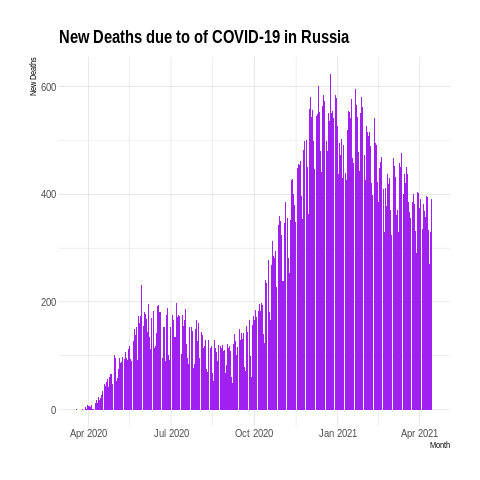 New Deaths due to of COVID-19 in Russia
New Deaths
600
400
200
0
Apr 2020 Jul 2020 Oct 2020 Jan 2021 Apr 2021
Month